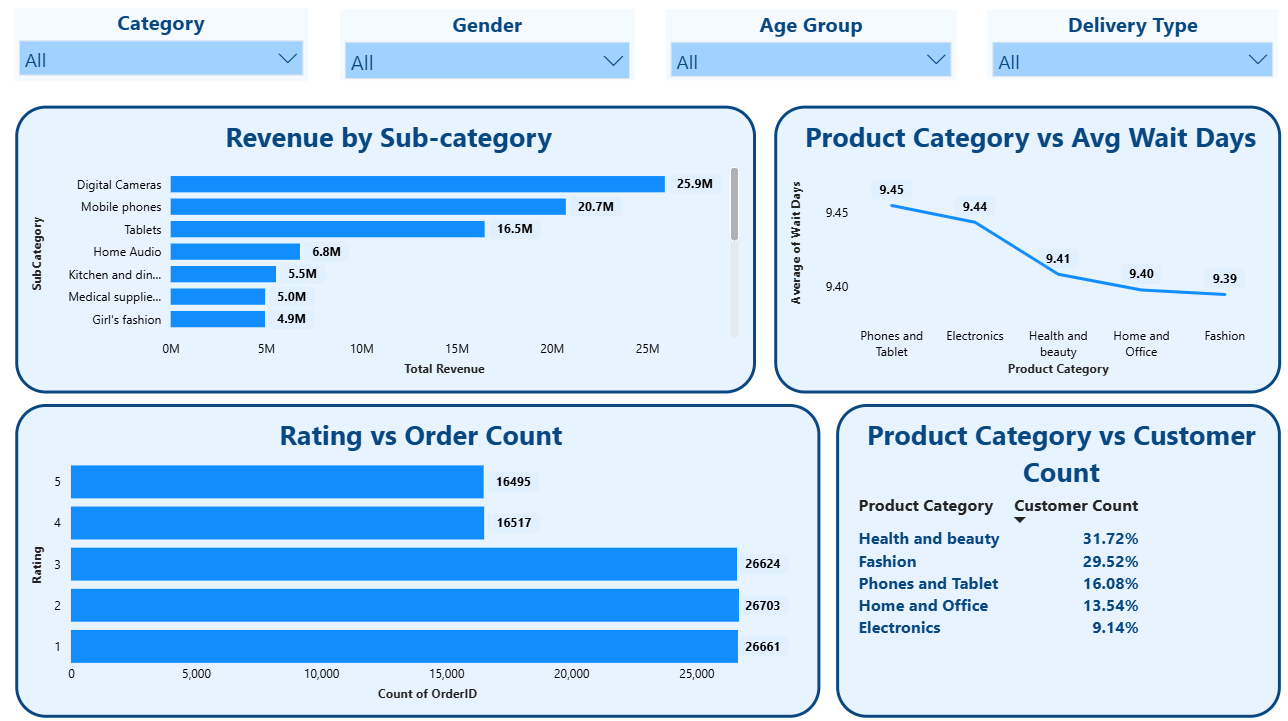 Category
Gender
Age Group
Delivery Type
All
All
All
All
Revenue by Sub-category
SubCategory
Digital Cameras
25.9M
Mobile phones
20.7M
Tablets
16.5M
Home Audio
6.8M
Kitchen and din...
5.5M
Medical supplie...
5.0M
Girl's fashion
4.9M
0M
5M
10M
15M
20M
25M
Total Revenue
Product Category vs Avg Wait Days
Average of Wait Days
9.45
9.40
9.45
9.44
9.41
9.40
9.39
Phones and
Tablet
Electronics
Health and
beauty
Home and
Office
Fashion
Product Category
Rating vs Order Count
Rating
5
16495
4
16517
3
26624
2
26703
1
26661
0
5,000
10,000
15,000
20,000
25,000
Count of OrderID
Product Category vs Customer
Count
Product Category Customer Count
Health and beauty 31.72%
Fashion 29.52%
Phones and Tablet 16.08%
Home and Office 13.54%
Electronics 9.14%